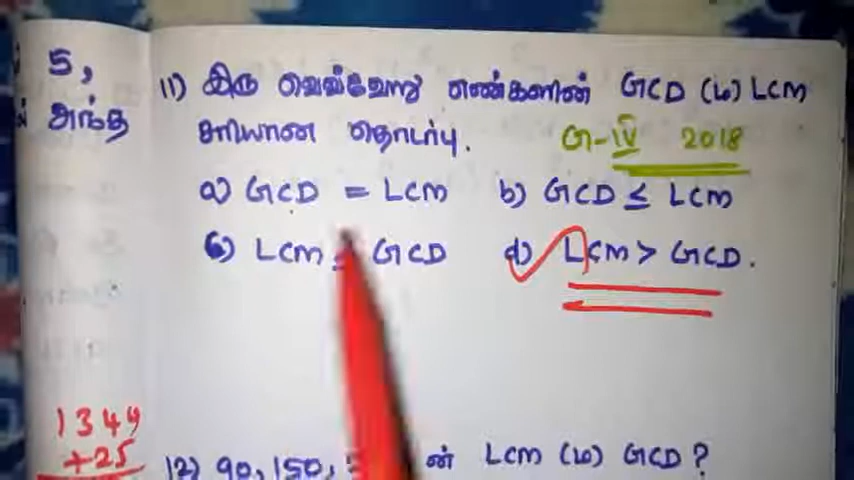 5,
அந்த
11) இரு வெவ்வேறு எண்களின் GCD (ம) LCM
சரியான தொடர்பு.
G-IV 2018
a) GCD = LCM b) GCD ≤ LCM
c) LCM GCD d) LCM > GCD.
1349
+25
12) 90, 150, ன் LCM (ம) GCD?